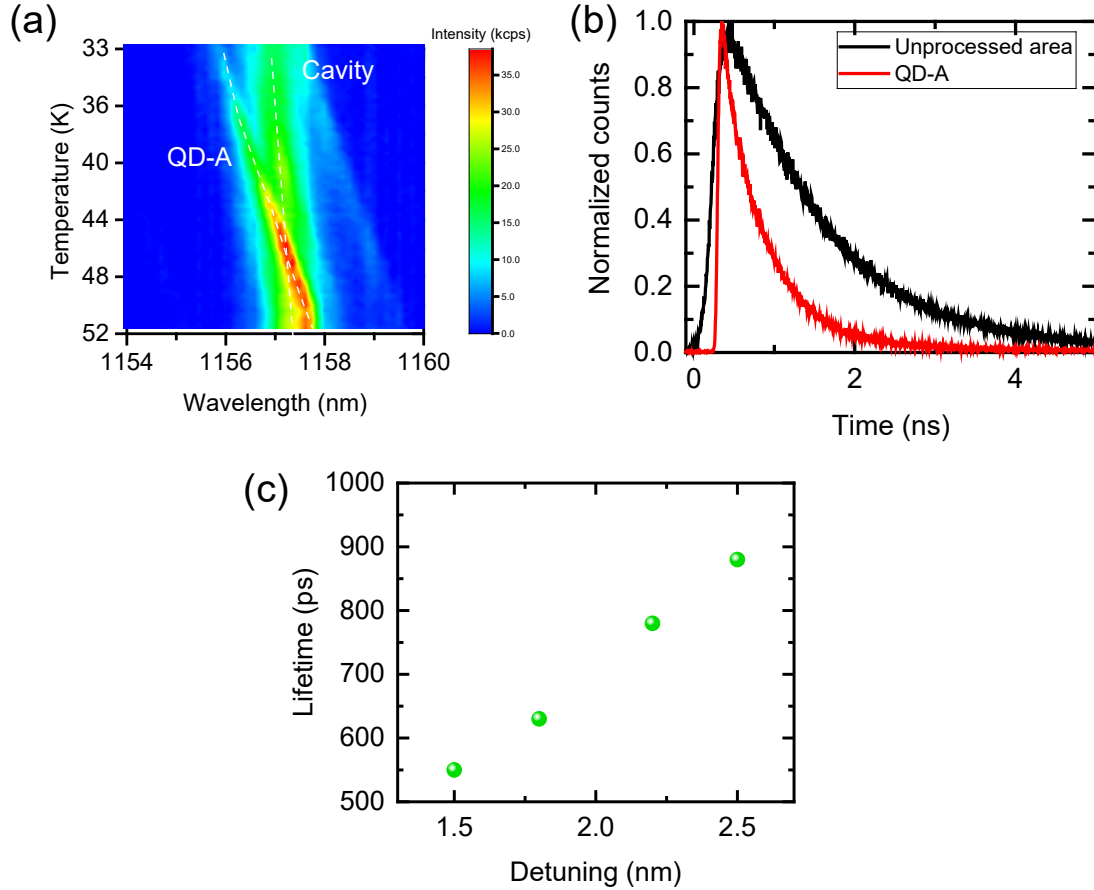 (a)
Intensity (kcps)
Cavity
QD-A
38.0
30.0
25.0
20.0
15.0
10.0
5.0
0.0
33
36
40
44
48
52
Temperature (K)
1154
1156
1158
1160
Wavelength (nm)
(b)
Unprocessed area
QD-A
1.0
0.8
0.6
0.4
0.2
0.0
Normalized counts
0
2
4
Time (ns)
(c)
1000
900
800
700
600
500
Lifetime (ps)
1.5
2.0
2.5
Detuning (nm)